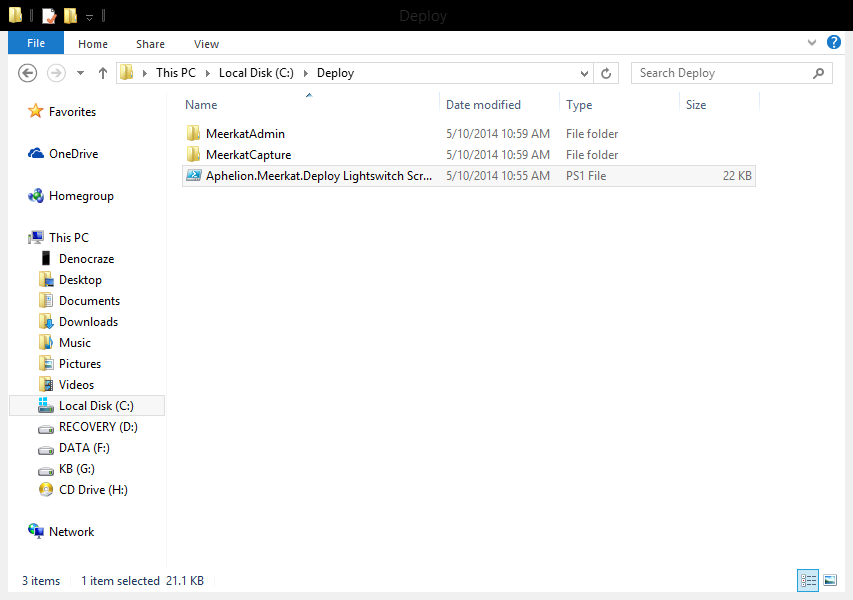 Deploy
File Home Share View
This PC Local Disk (C:) Deploy Search Deploy
Name Date modified Type Size
Favorites
OneDrive
Homegroup
This PC
Denocraze
Desktop
Documents
Downloads
Music
Pictures
Videos
Local Disk (C:)
RECOVERY (D:)
DATA (F:)
KB (G:)
CD Drive (H:)
Network
MeerkatAdmin 5/10/2014 10:59 AM File folder
MeerkatCapture 5/10/2014 10:59 AM File folder
Aphelion.Meerkat.Deploy Lightswitch Scr... 5/10/2014 10:55 AM PS1 File 22 KB
3 items 1 item selected 21.1 KB